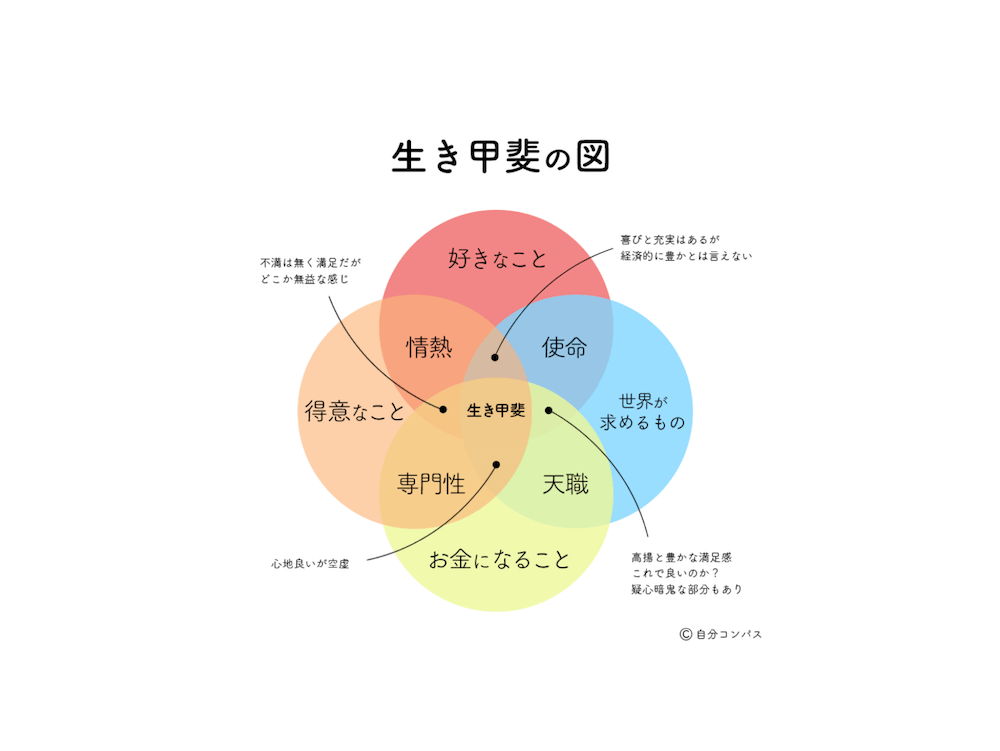 生き甲斐の図
喜びと充実はあるが
経済的に豊かとは言えない
不満は無く満足だが
どこか無益な感じ
好きなこと
情熱
使命
得意なこと
生き甲斐
世界が
求めるもの
専門性
天職
お金になること
心地良いが空虚
高揚と豊かな満足感
これで良いのか？
疑心暗鬼な部分もあり
©自分コンパス